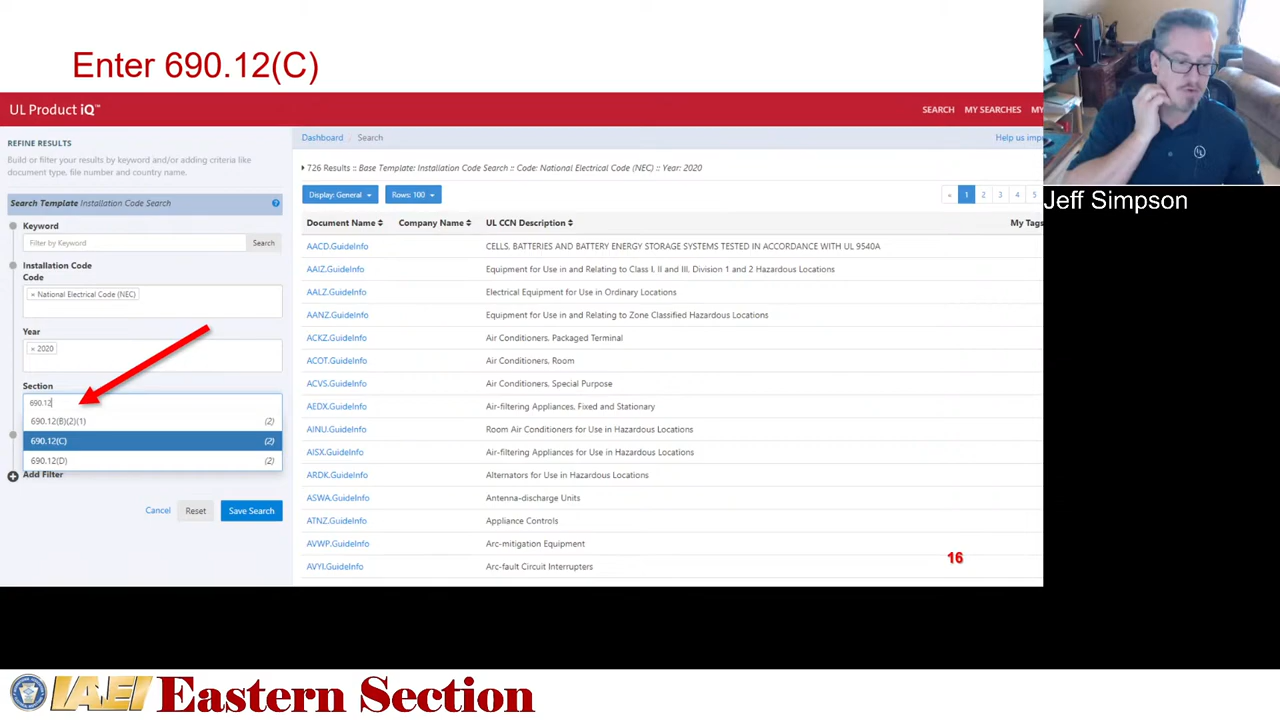 Enter 690.12(C)
UL Product iQ™
SEARCH MY SEARCHES MY
REFINE RESULTS
Build or filter your results by keyword and/or adding criteria like
document type, file number and country name.
Search Template Installation Code Search ?
Keyword
Filter by Keyword Search
Installation Code
Code
× National Electrical Code (NEC)
Year
× 2020
Section
690.12
690.12(B)(2)(1) (2)
690.12(C) (2)
690.12(D) (2)
Add Filter
Cancel Reset Save Search
Dashboard Search Help us imp
726 Results :: Base Template: Installation Code Search :: Code: National Electrical Code (NEC) :: Year: 2020
Display: General Rows: 100 « 1 2 3 4 5
Document Name Company Name UL CCN Description My Tags
AACD.GuideInfo CELLS, BATTERIES AND BATTERY ENERGY STORAGE SYSTEMS TESTED IN ACCORDANCE WITH UL 9540A
AAIZ.GuideInfo Equipment for Use in and Relating to Class I, II and III, Division 1 and 2 Hazardous Locations
AALZ.GuideInfo Electrical Equipment for Use in Ordinary Locations
AANZ.GuideInfo Equipment for Use in and Relating to Zone Classified Hazardous Locations
ACKZ.GuideInfo Air Conditioners, Packaged Terminal
ACOT.GuideInfo Air Conditioners, Room
ACVS.GuideInfo Air Conditioners, Special Purpose
AEDX.GuideInfo Air-filtering Appliances, Fixed and Stationary
AINU.GuideInfo Room Air Conditioners for Use in Hazardous Locations
AISX.GuideInfo Air-filtering Appliances for Use in Hazardous Locations
ARDK.GuideInfo Alternators for Use in Hazardous Locations
ASWA.GuideInfo Antenna-discharge Units
ATNZ.GuideInfo Appliance Controls
AVWP.GuideInfo Arc-mitigation Equipment
AVYI.GuideInfo Arc-fault Circuit Interrupters
16
UL
Jeff Simpson
IAEI Eastern Section